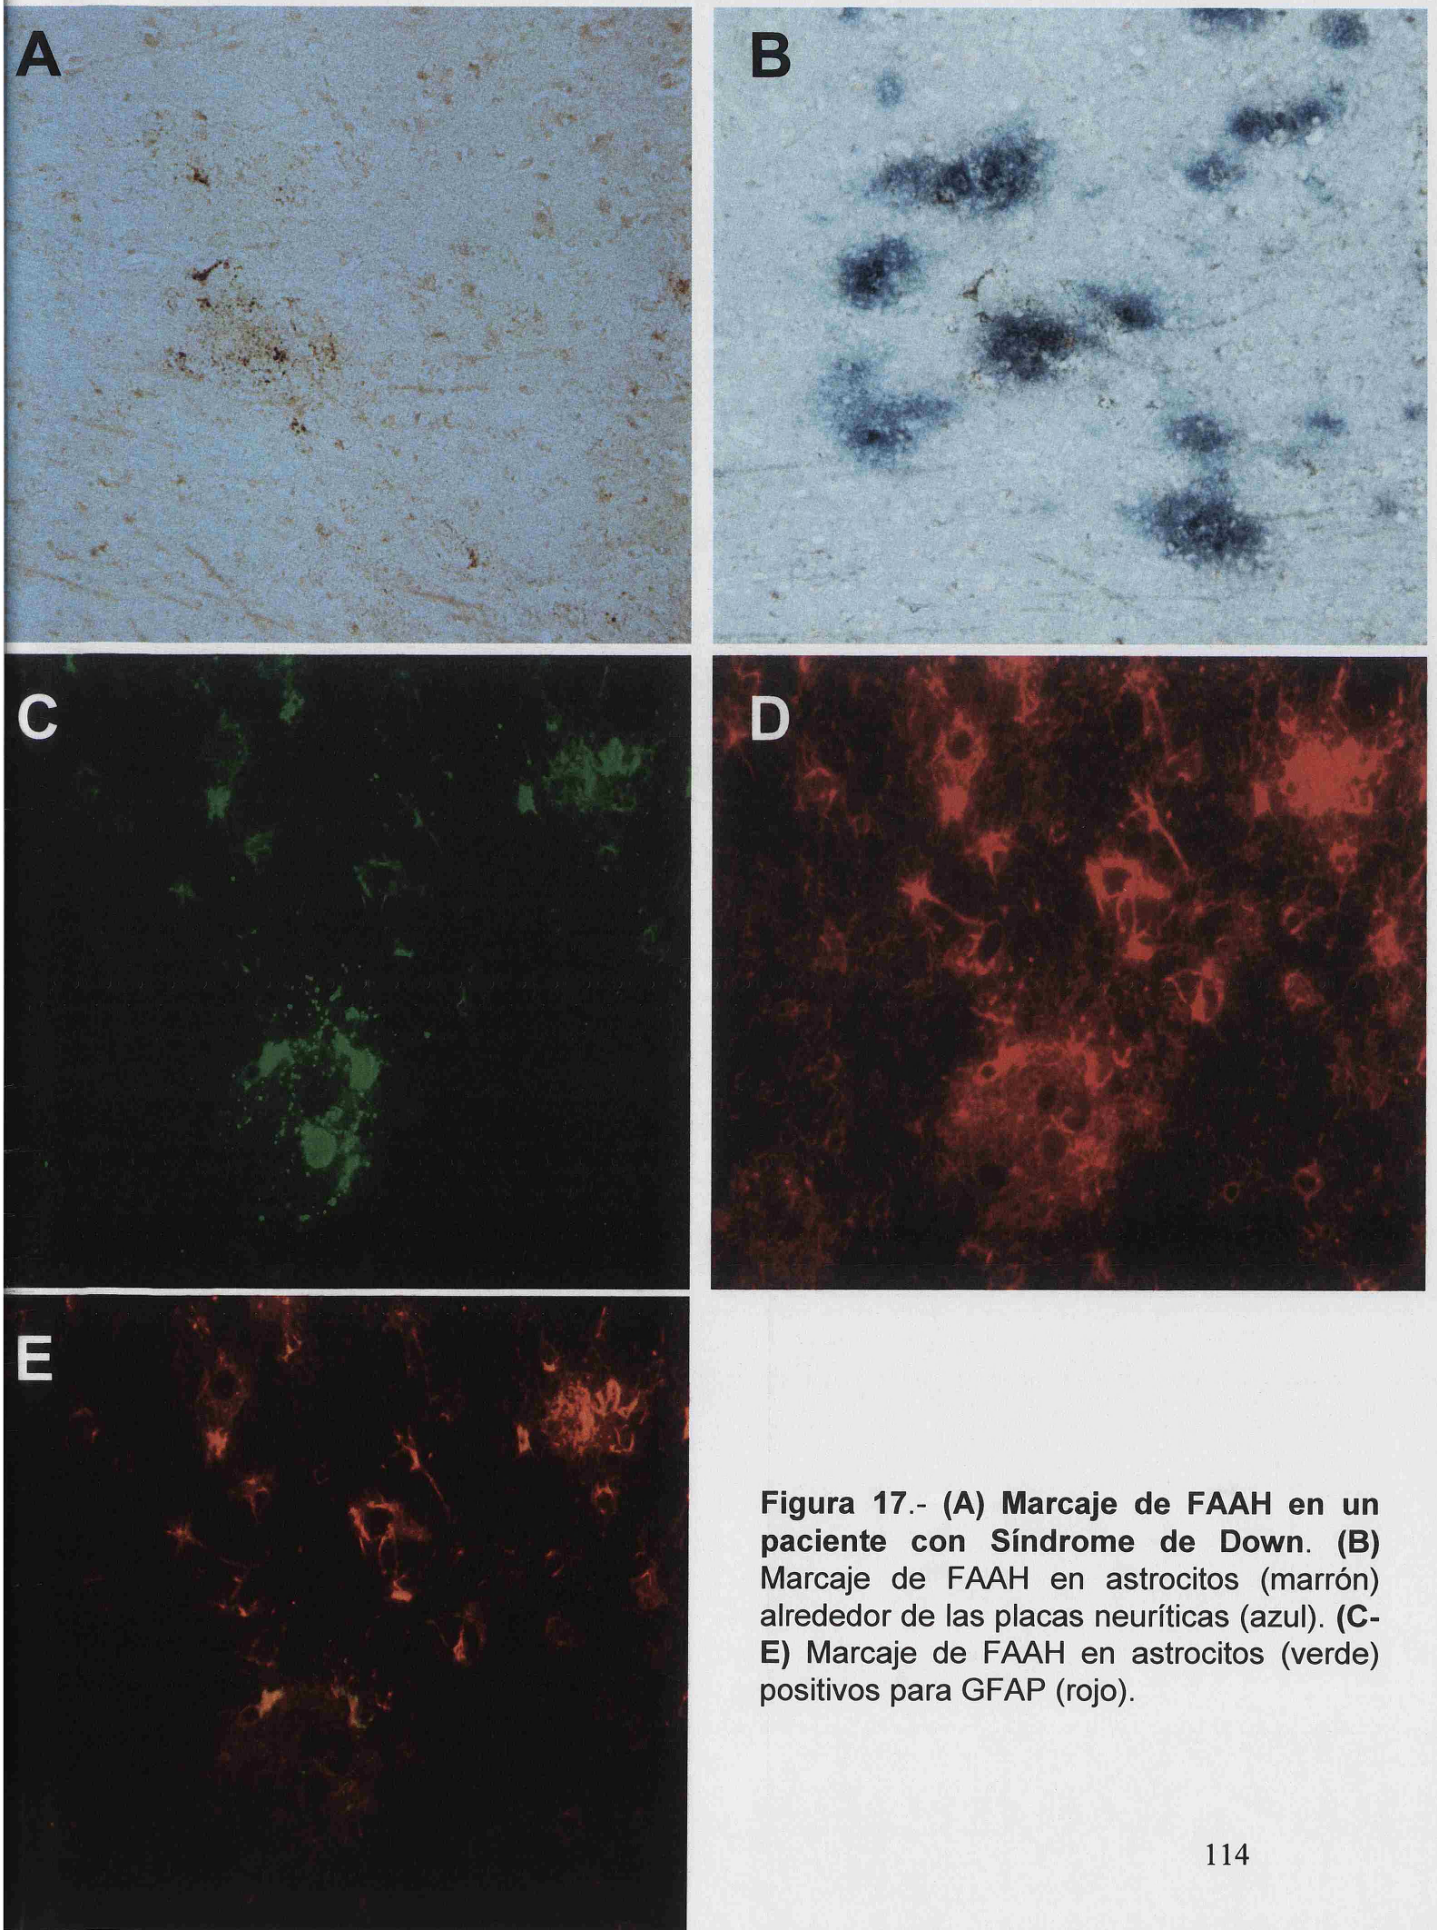 A
B
C
D
E
Figura 17.- (A) Marcaje de FAAH en un
paciente con Síndrome de Down. (B)
Marcaje de FAAH en astrocitos (marrón)
alrededor de las placas neuríticas (azul). (C-
E) Marcaje de FAAH en astrocitos (verde)
positivos para GFAP (rojo).
114